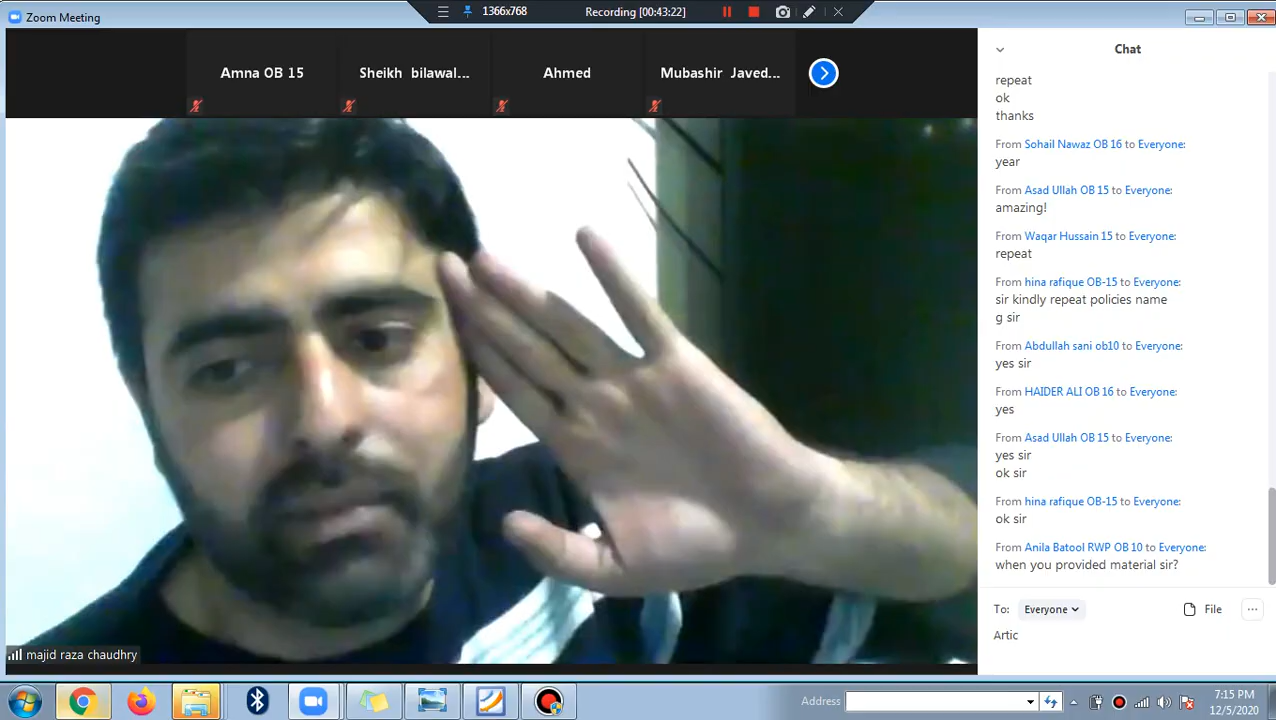 Zoom Meeting
1366x768
Recording [00:43:22]
Amna OB 15
Sheikh bilawal...
Ahmed
Mubashir Javed...
majid raza chaudhry
Chat
repeat
ok
thanks
From Sohail Nawaz OB 16 to Everyone:
year
From Asad Ullah OB 15 to Everyone:
amazing!
From Waqar Hussain 15 to Everyone:
repeat
From hina rafique OB-15 to Everyone:
sir kindly repeat policies name
g sir
From Abdullah sani ob10 to Everyone:
yes sir
From HAIDER ALI OB 16 to Everyone:
yes
From Asad Ullah OB 15 to Everyone:
yes sir
ok sir
From hina rafique OB-15 to Everyone:
ok sir
From Anila Batool RWP OB 10 to Everyone:
when you provided material sir?
To: Everyone
File
Artic
Address
7:15 PM
12/5/2020